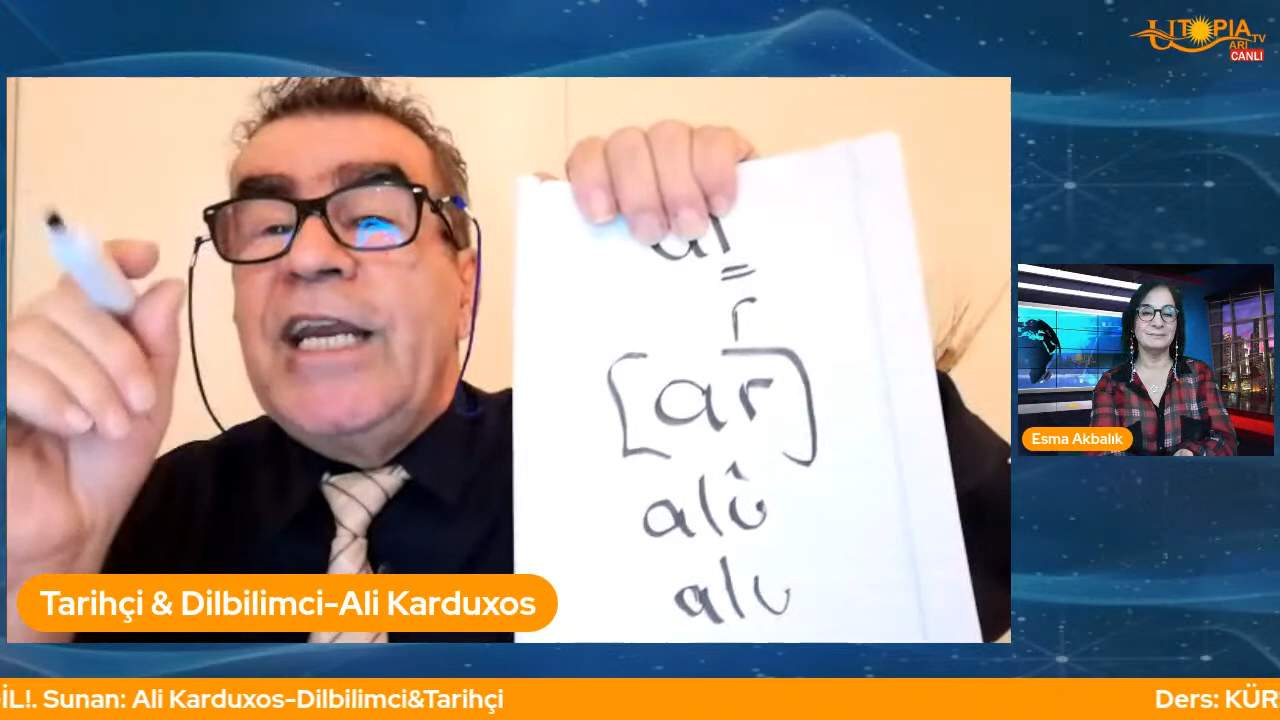 UTOPIA TV
ARI
CANLI
r
[ar]
alû
alu
Esma Akbalık
Tarihçi & Dilbilimci-Ali Karduxos
İL!. Sunan: Ali Karduxos-Dilbilimci&Tarihçi
Ders: KÜR